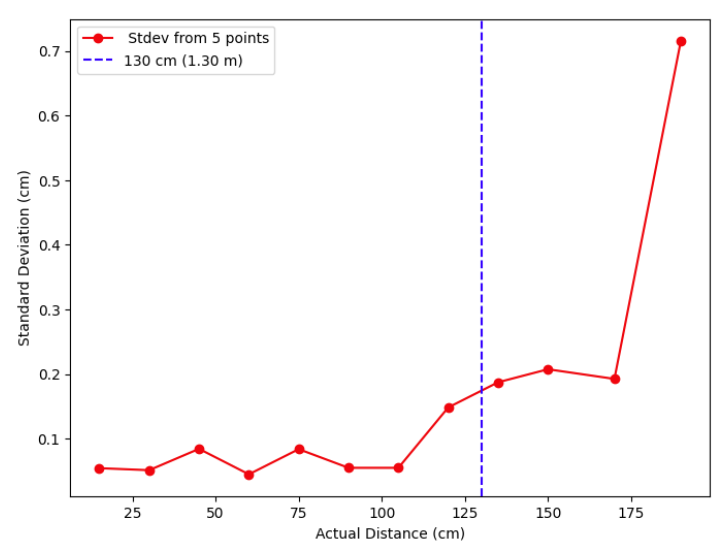 Stdev from 5 points
130 cm (1.30 m)
0.7
0.6
0.5
0.4
0.3
0.2
0.1
Standard Deviation (cm)
25 50 75 100 125 150 175
Actual Distance (cm)